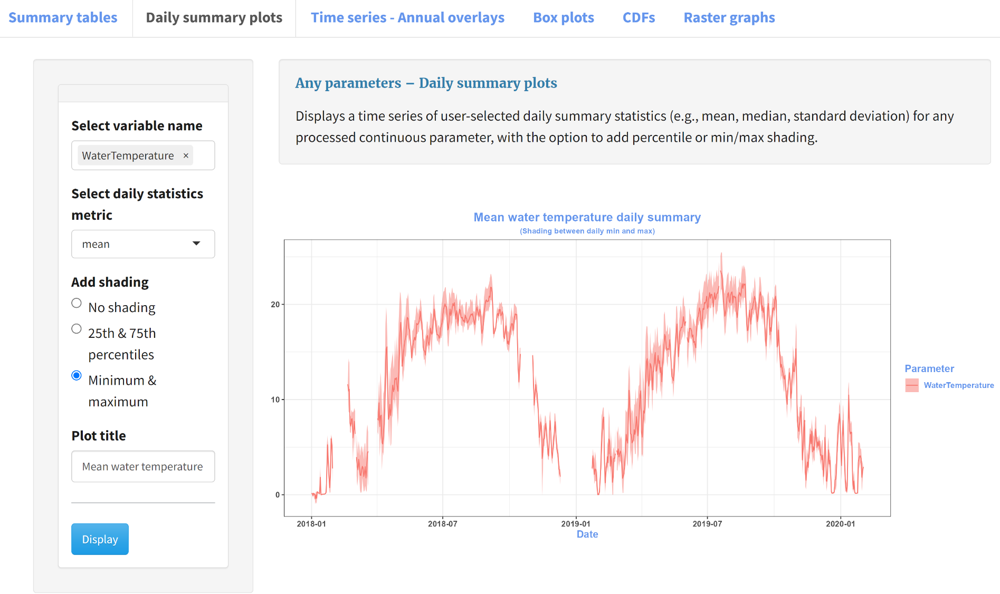 Summary tables
Daily summary plots
Time series - Annual overlays
Box plots
CDFs
Raster graphs
Select variable name
WaterTemperature ×
Select daily statistics
metric
mean
Add shading
No shading
25th & 75th
percentiles
Minimum &
maximum
Plot title
Mean water temperature
Display
Any parameters – Daily summary plots
Displays a time series of user-selected daily summary statistics (e.g., mean, median, standard deviation) for any
processed continuous parameter, with the option to add percentile or min/max shading.
Mean water temperature daily summary
(Shading between daily min and max)
20
10
0
2018-01
2018-07
2019-01
2019-07
2020-01
Date
Parameter
WaterTemperature